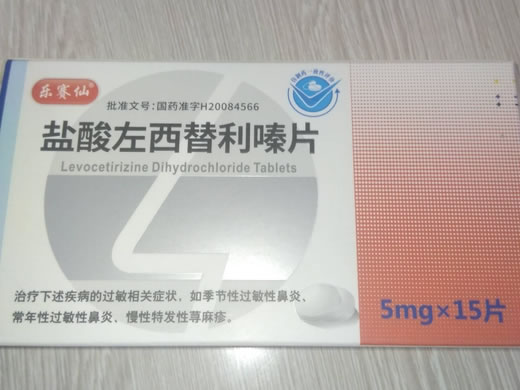 乐赛仙
批准文号:国药准字H20084566
盐酸左西替利嗪片
Levocetirizine Dihydrochloride Tablets
治疗下述疾病的过敏相关症状,如季节性过敏性鼻炎、
常年性过敏性鼻炎、慢性特发性荨麻疹。
5mg×15片